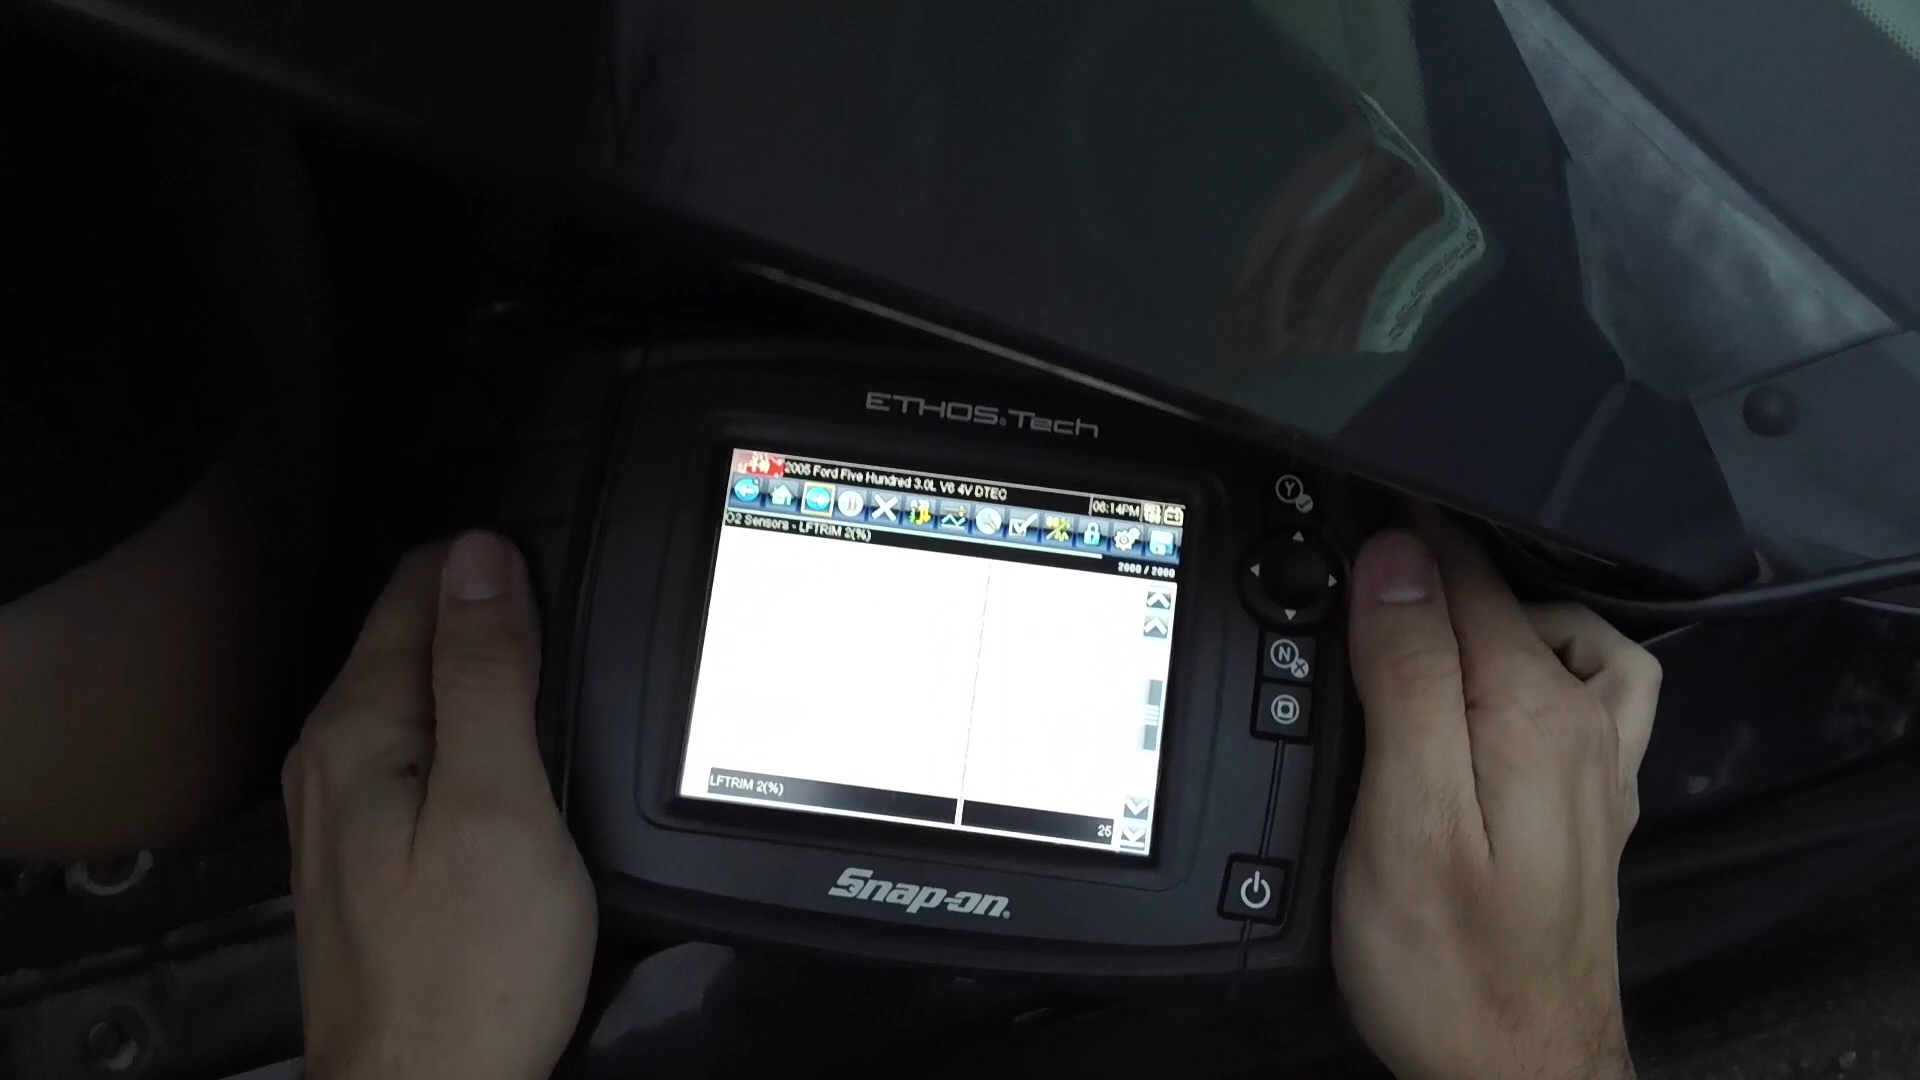 ETHOS®Tech
2005 Ford Five Hundred 3.0L V6 4V DTEC
06:14PM
O2 Sensors - LFTRIM 2(%)
2000 / 2000
LFTRIM 2(%)
25
Y
N
Snap-on®